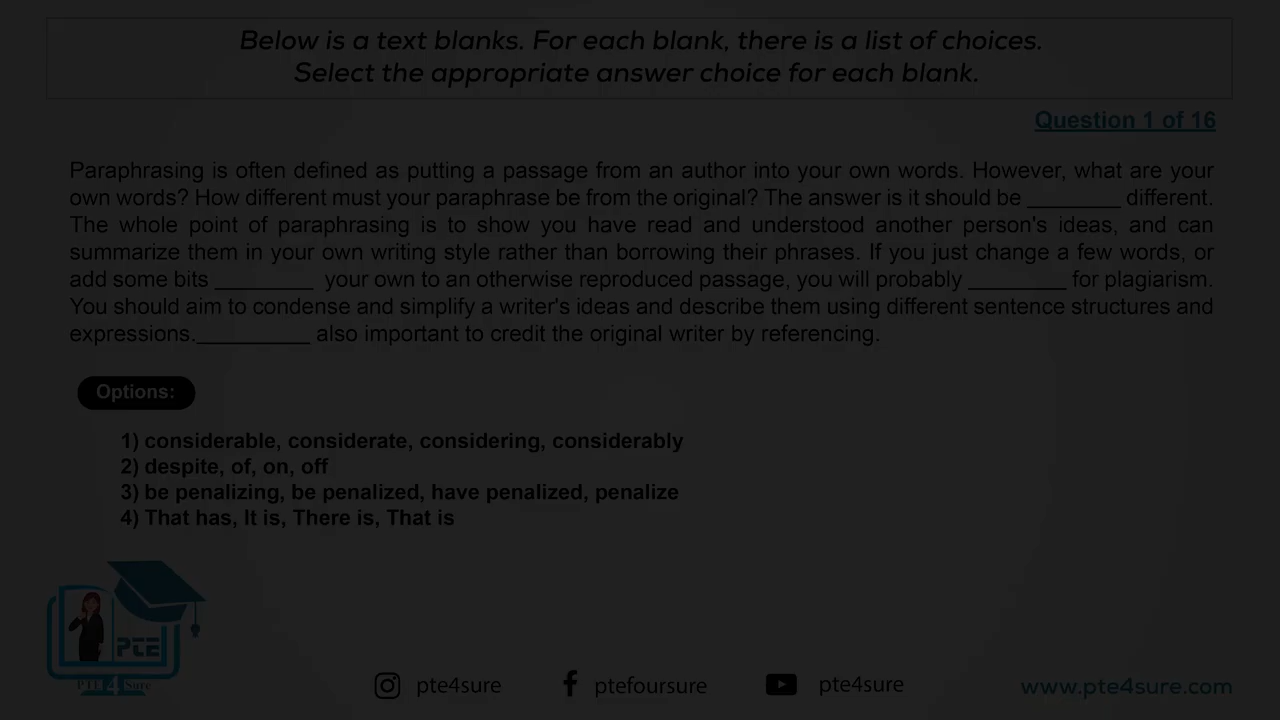 Below is a text blanks. For each blank, there is a list of choices.
Select the appropriate answer choice for each blank.
Question 1 of 16
Paraphrasing is often defined as putting a passage from an author into your own words. However, what are your
own words? How different must your paraphrase be from the original? The answer is it should be ________ different.
The whole point of paraphrasing is to show you have read and understood another person's ideas, and can
summarize them in your own writing style rather than borrowing their phrases. If you just change a few words, or
add some bits ________ your own to an otherwise reproduced passage, you will probably ________ for plagiarism.
You should aim to condense and simplify a writer's ideas and describe them using different sentence structures and
expressions._________ also important to credit the original writer by referencing.
Options:
1) considerable, considerate, considering, considerably
2) despite, of, on, off
3) be penalizing, be penalized, have penalized, penalize
4) That has, It is, There is, That is
PTE
PTE 4 Sure
pte4sure
ptefoursure
pte4sure
www.pte4sure.com